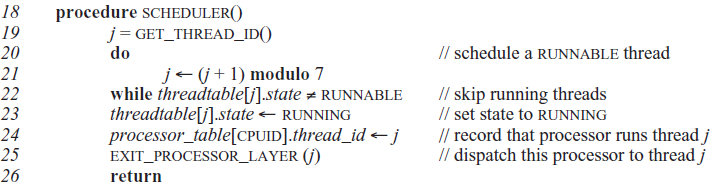 18 procedure SCHEDULER()
19 j = GET_THREAD_ID()
20 do // schedule a RUNNABLE thread
21 j ← (j + 1) modulo 7
22 while threadtable[j].state ≠ RUNNABLE // skip running threads
23 threadtable[j].state ← RUNNING // set state to RUNNING
24 processor_table[CPUID].thread_id ← j // record that processor runs thread j
25 EXIT_PROCESSOR_LAYER (j) // dispatch this processor to thread j
26 return